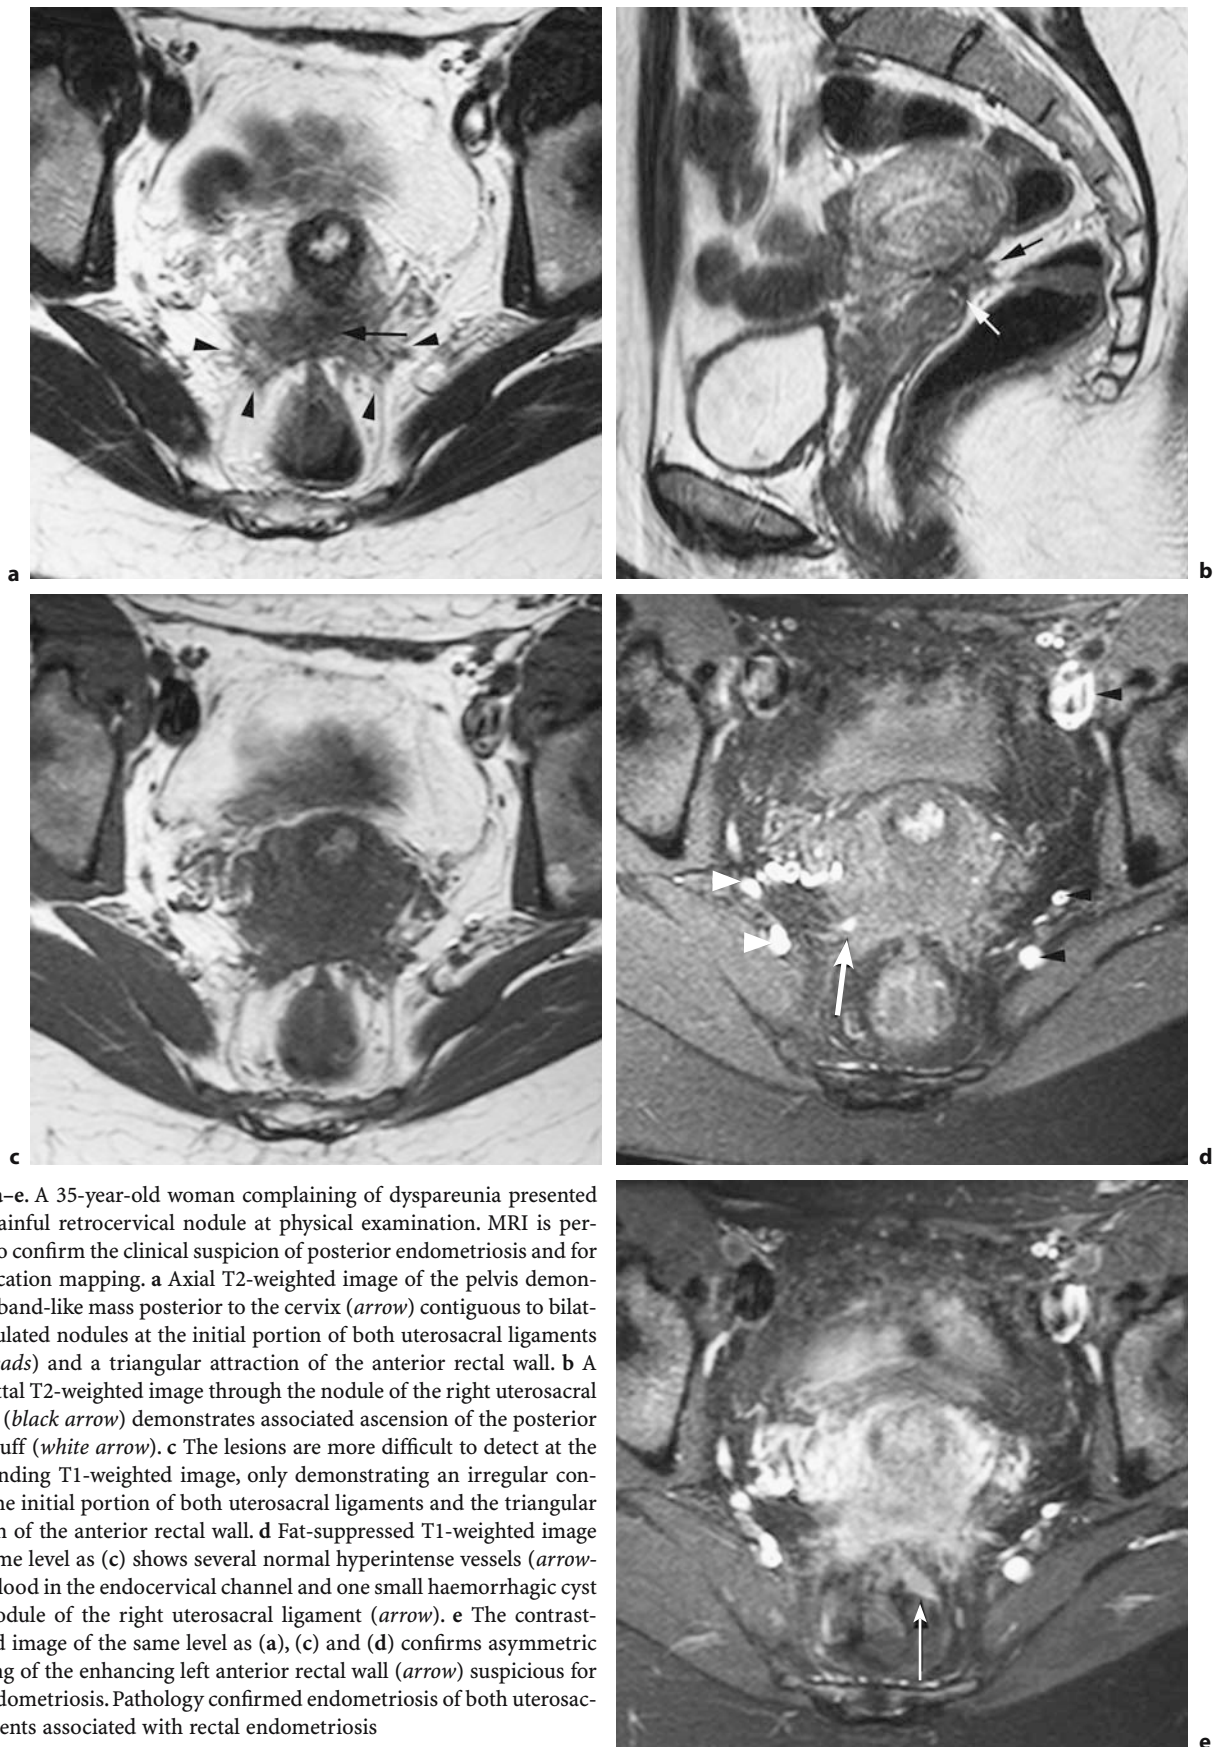 a
b
c
d
a–e. A 35-year-old woman complaining of dyspareunia presented
ainful retrocervical nodule at physical examination. MRI is per-
o confirm the clinical suspicion of posterior endometriosis and for
cation mapping. a Axial T2-weighted image of the pelvis demon-
band-like mass posterior to the cervix (arrow) contiguous to bilat-
ulated nodules at the initial portion of both uterosacral ligaments
ads) and a triangular attraction of the anterior rectal wall. b A
ttal T2-weighted image through the nodule of the right uterosacral
(black arrow) demonstrates associated ascension of the posterior
uff (white arrow). c The lesions are more difficult to detect at the
nding T1-weighted image, only demonstrating an irregular con-
he initial portion of both uterosacral ligaments and the triangular
n of the anterior rectal wall. d Fat-suppressed T1-weighted image
me level as (c) shows several normal hyperintense vessels (arrow-
lood in the endocervical channel and one small haemorrhagic cyst
odule of the right uterosacral ligament (arrow). e The contrast-
d image of the same level as (a), (c) and (d) confirms asymmetric
ng of the enhancing left anterior rectal wall (arrow) suspicious for
dometriosis. Pathology confirmed endometriosis of both uterosac-
ents associated with rectal endometriosis
e